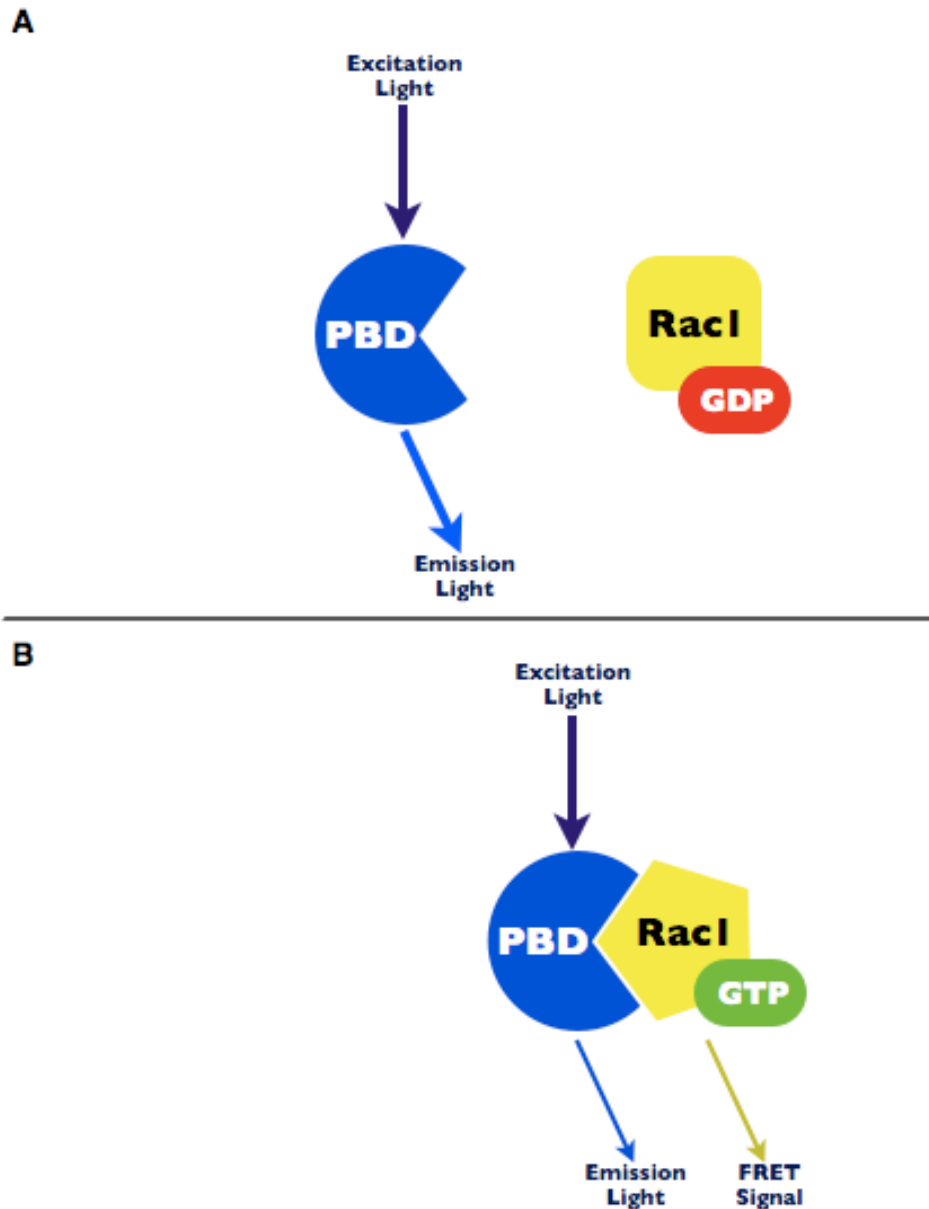 A
Excitation
Light
PBD
Rac1
GDP
Emission
Light
B
Excitation
Light
PBD
Rac1
GTP
Emission
Light
FRET
Signal